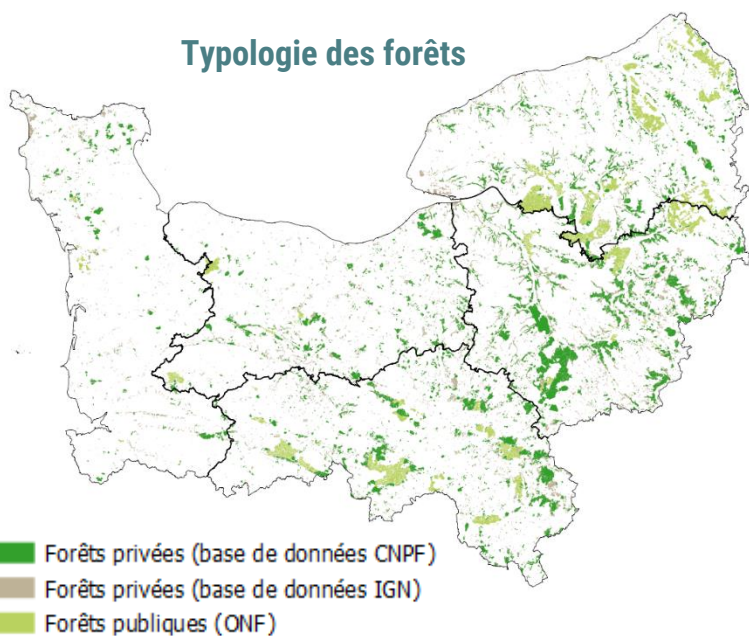 Typologie des forêts
Forêts privées (base de données CNPF)
Forêts privées (base de données IGN)
Forêts publiques (ONF)